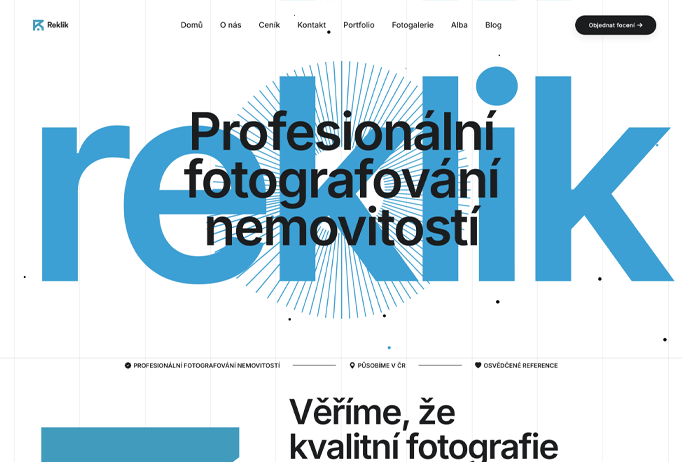 Reklik
Domů
O nás
Ceník
Kontakt
Portfolio
Fotogalerie
Alba
Blog
Objednat focení →
reklik
Profesionální
fotografování
nemovitostí
PROFESIONÁLNÍ FOTOGRAFOVÁNÍ NEMOVITOSTÍ
PŮSOBÍME V ČR
OSVĚDČENÉ REFERENCE
Věříme, že
kvalitní fotografie